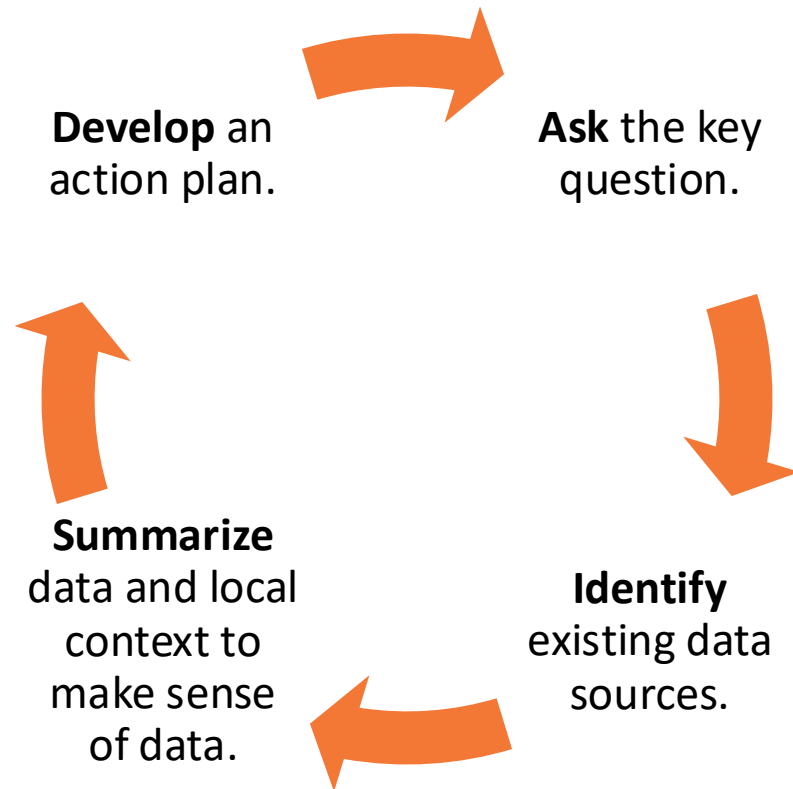 Develop an
action plan.
Ask the key
question.
Identify
existing data
sources.
Summarize
data and local
context to
make sense
of data.